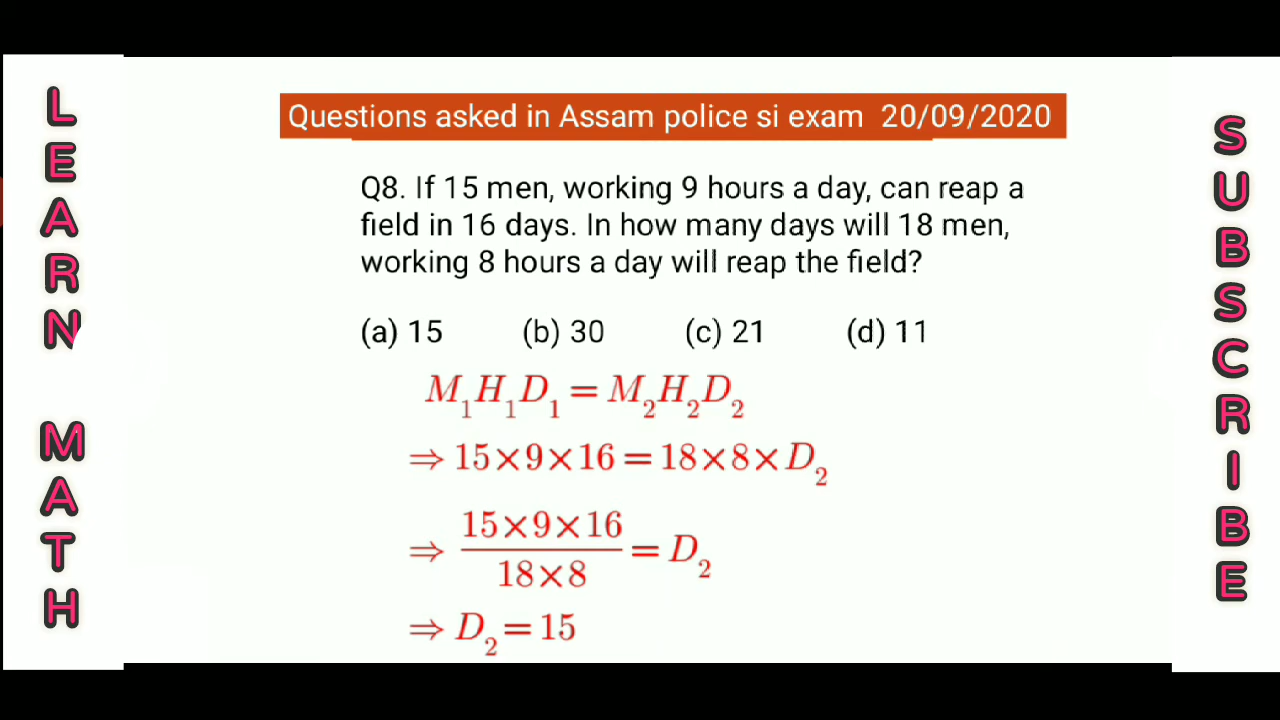 LEARN MATH
Questions asked in Assam police si exam 20/09/2020
Q8. If 15 men, working 9 hours a day, can reap a
field in 16 days. In how many days will 18 men,
working 8 hours a day will reap the field?
(a) 15 (b) 30 (c) 21 (d) 11
M₁H₁D₁ = M₂H₂D₂
⇒ 15×9×16 = 18×8×D₂
⇒ 15×9×16 / 18×8 = D₂
⇒ D₂ = 15
SUBSCRIBE